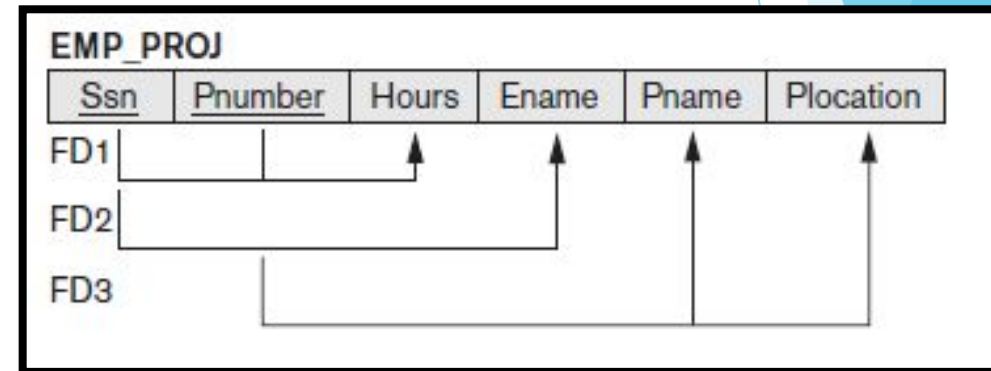 EMP_PROJ
Ssn Pnumber Hours Ename Pname Plocation
FD1
FD2
FD3